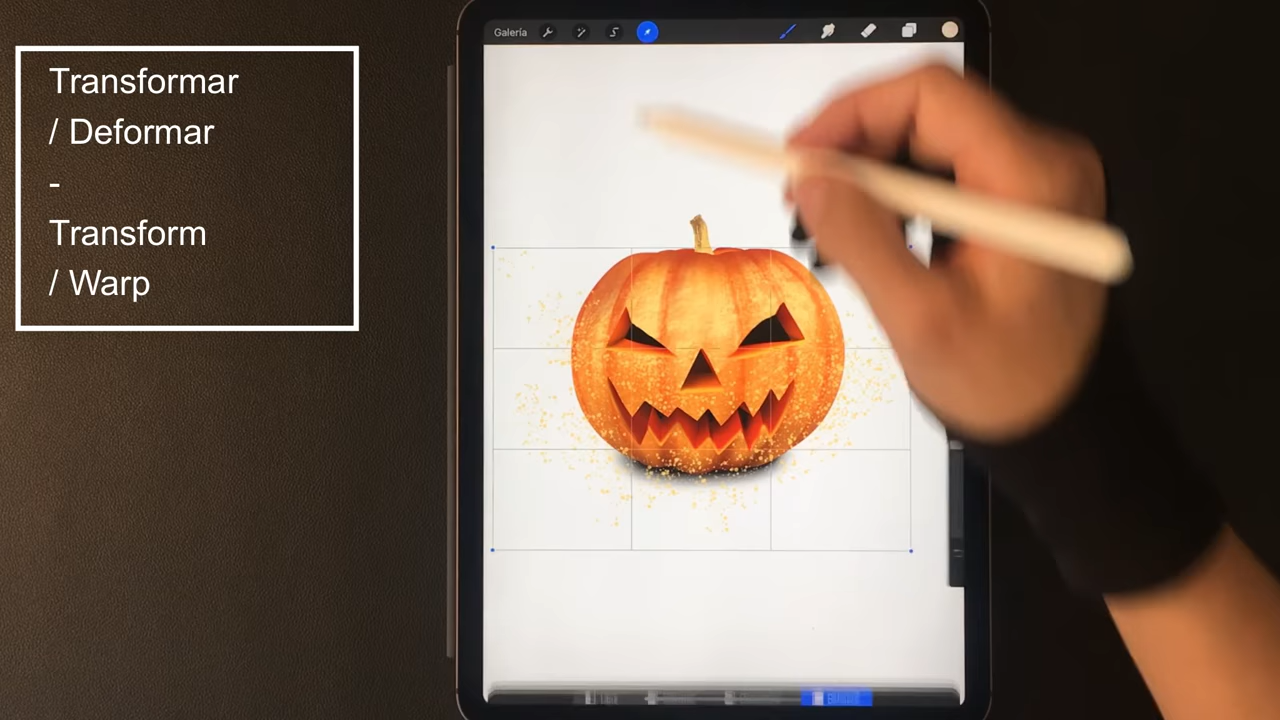 Transformar
/ Deformar
-
Transform
/ Warp
Galería